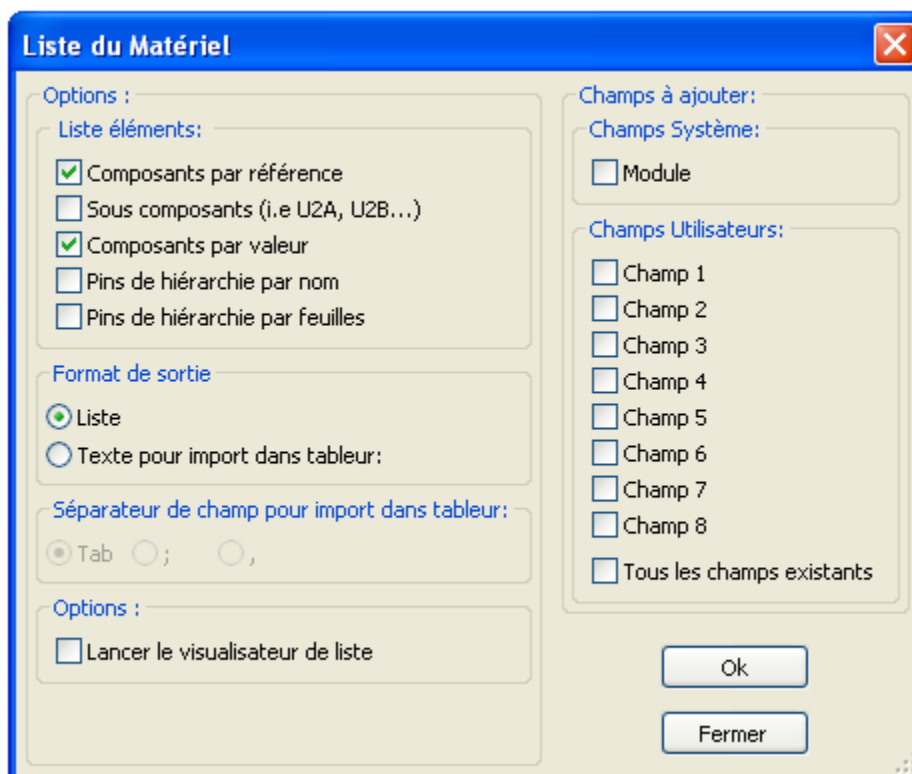 Liste du Matériel
Options :
Liste éléments:
Composants par référence
Sous composants (i.e U2A, U2B...)
Composants par valeur
Pins de hiérarchie par nom
Pins de hiérarchie par feuilles
Format de sortie
Liste
Texte pour import dans tableur:
Séparateur de champ pour import dans tableur:
Tab ; ,
Options :
Lancer le visualisateur de liste
Champs à ajouter:
Champs Système:
Module
Champs Utilisateurs:
Champ 1
Champ 2
Champ 3
Champ 4
Champ 5
Champ 6
Champ 7
Champ 8
Tous les champs existants
Ok
Fermer